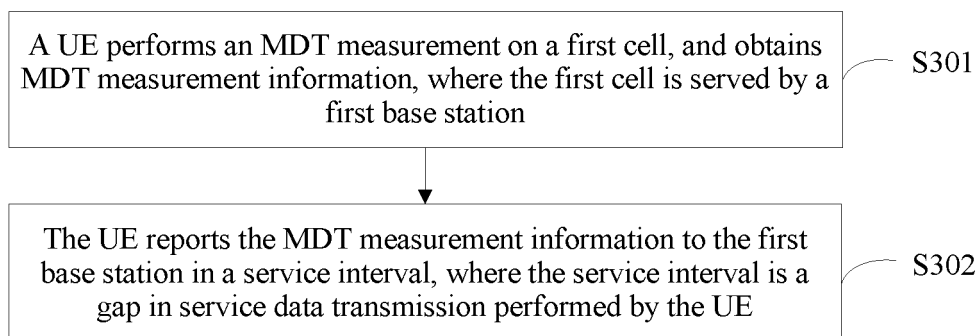 A UE performs an MDT measurement on a first cell, and obtains
MDT measurement information, where the first cell is served by a
first base station
S301
The UE reports the MDT measurement information to the first
base station in a service interval, where the service interval is a
gap in service data transmission performed by the UE
S302